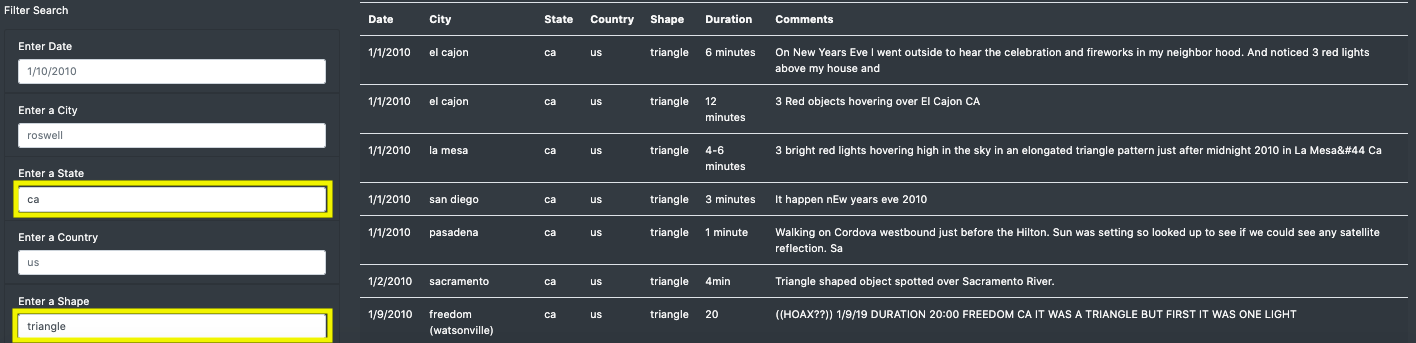 Filter Search
Enter Date
1/10/2010
Enter a City
roswell
Enter a State
ca
Enter a Country
us
Enter a Shape
triangle
Date City State Country Shape Duration Comments
1/1/2010 el cajon ca us triangle 6 minutes On New Years Eve I went outside to hear the celebration and fireworks in my neighbor hood. And noticed 3 red lights
above my house and
1/1/2010 el cajon ca us triangle 12 3 Red objects hovering over El Cajon CA
minutes
1/1/2010 la mesa ca us triangle 4-6 3 bright red lights hovering high in the sky in an elongated triangle pattern just after midnight 2010 in La Mesa&#44 Ca
minutes
1/1/2010 san diego ca us triangle 3 minutes It happen nEw years eve 2010
1/1/2010 pasadena ca us triangle 1 minute Walking on Cordova westbound just before the Hilton. Sun was setting so looked up to see if we could see any satellite
reflection. Sa
1/2/2010 sacramento ca us triangle 4min Triangle shaped object spotted over Sacramento River.
1/9/2010 freedom ca us triangle 20 ((HOAX??)) 1/9/19 DURATION 20:00 FREEDOM CA IT WAS A TRIANGLE BUT FIRST IT WAS ONE LIGHT
(watsonville)